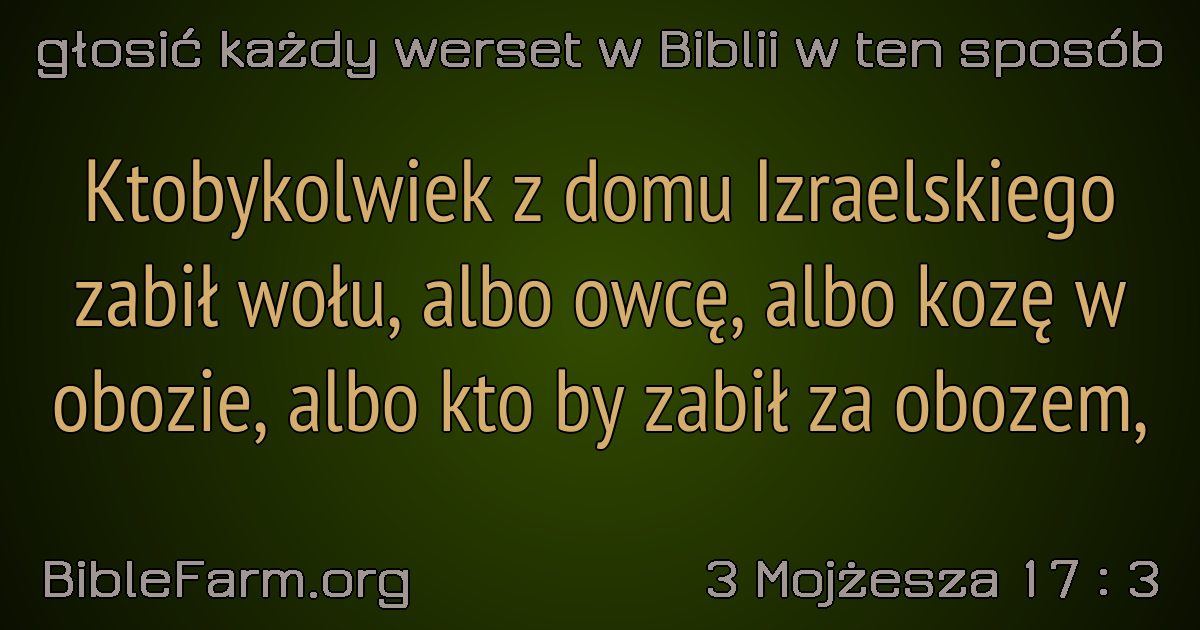 głosić każdy werset w Biblii w ten sposób
Ktobykolwiek z domu Izraelskiego
zabił wołu, albo owcę, albo kozę w
obozie, albo kto by zabił za obozem,
BibleFarm.org
3 Mojżesza 17 : 3